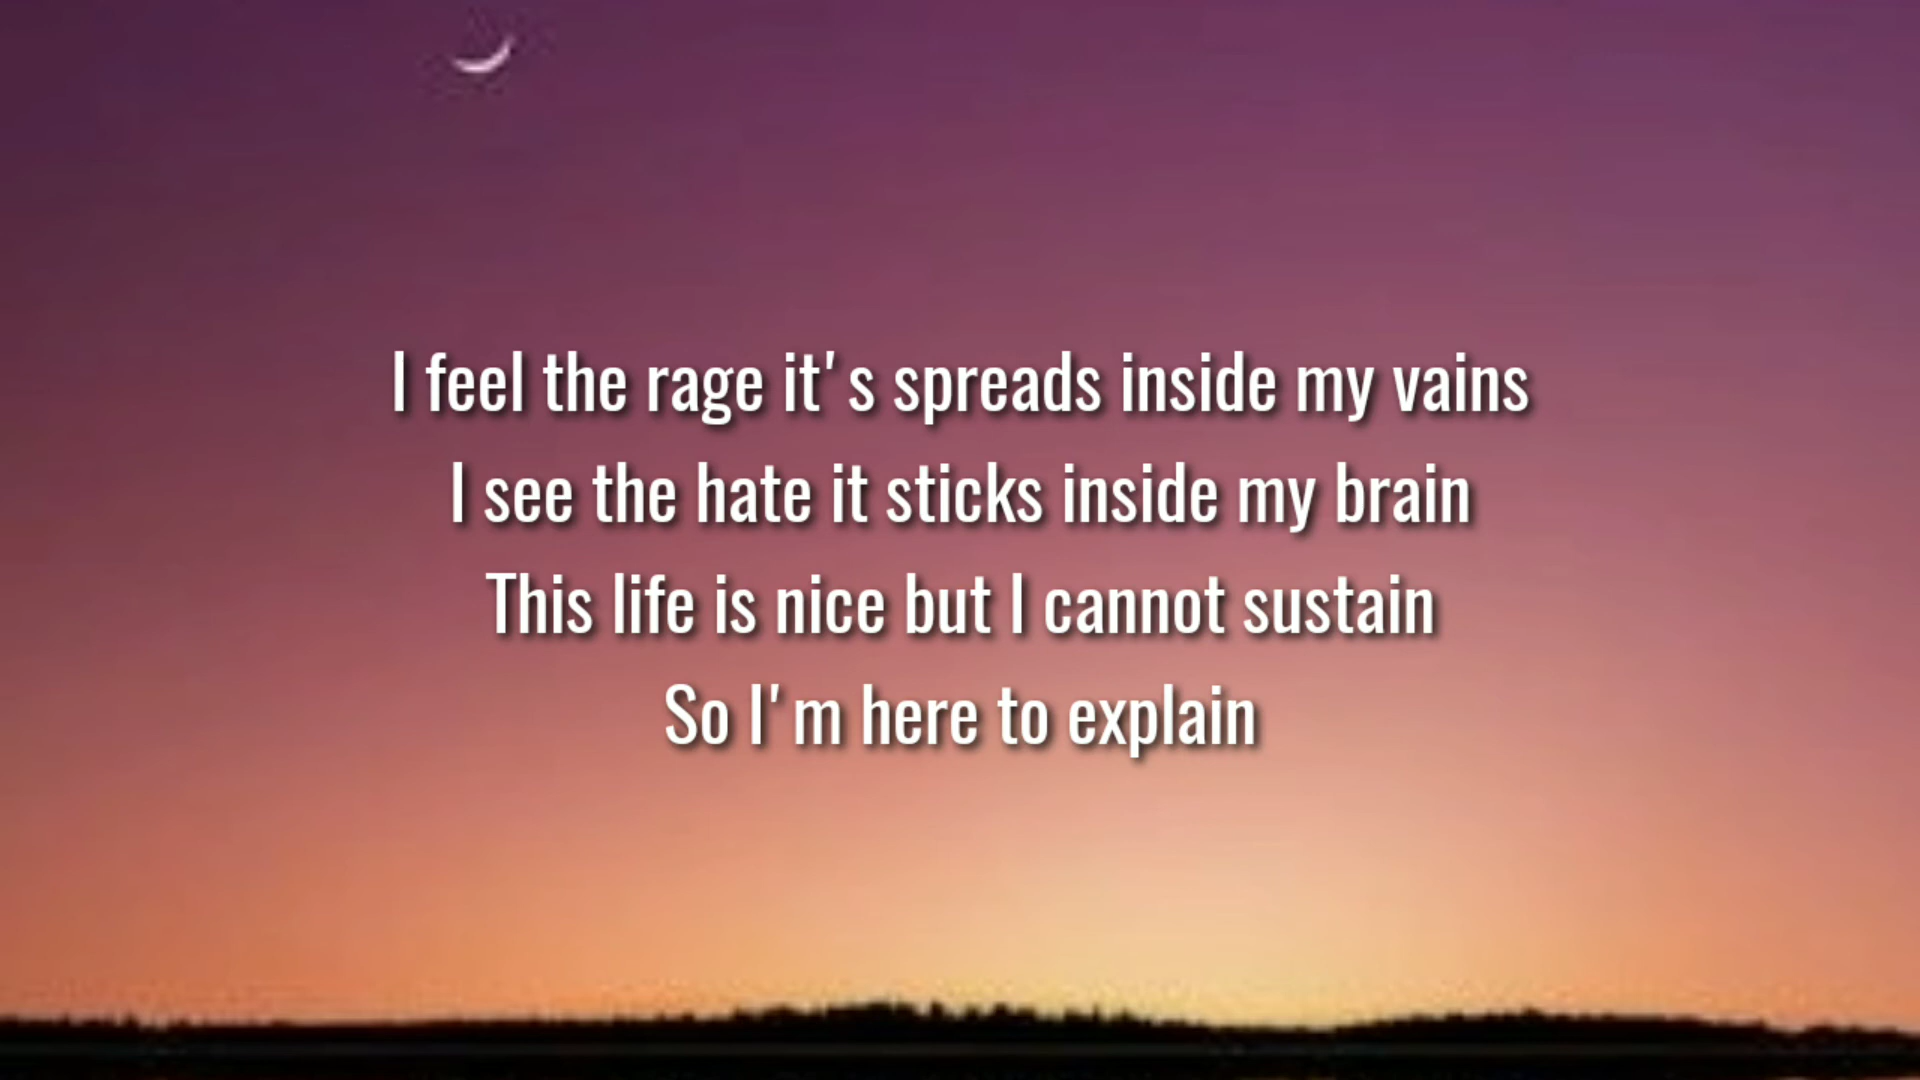 I feel the rage it's spreads inside my vains
I see the hate it sticks inside my brain
This life is nice but I cannot sustain
So I'm here to explain